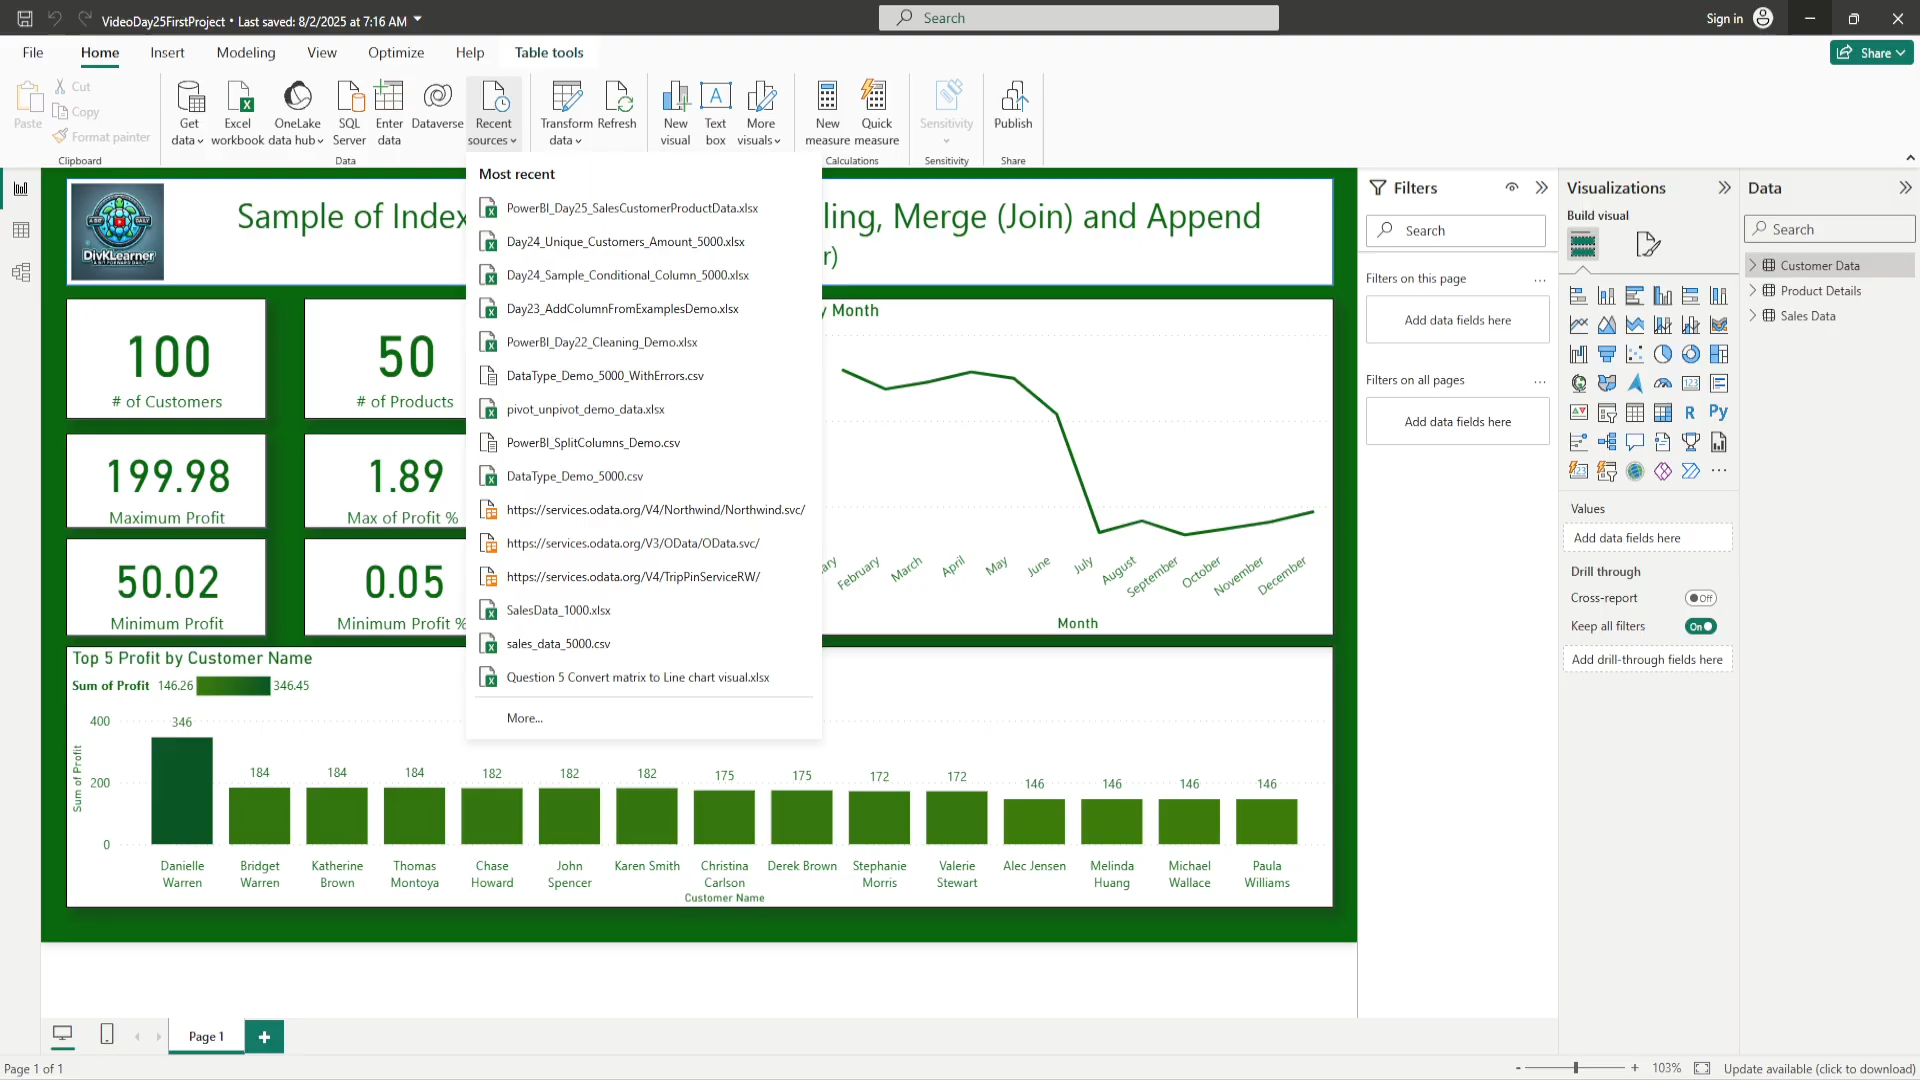 VideoDay25FirstProject • Last saved: 8/2/2025 at 7:16 AM
Search
Sign in
File
Home
Insert
Modeling
View
Optimize
Help
Table tools
Share
Paste
Cut
Copy
Format painter
Clipboard
Get data
Excel workbook
OneLake data hub
SQL Server
Enter data
Dataverse
Recent sources
Data
Transform data
Refresh
New visual
Text box
More visuals
New measure
Quick measure
Calculations
Sensitivity
Sensitivity
Publish
Share
Most recent
PowerBI_Day25_SalesCustomerProductData.xlsx
Day24_Unique_Customers_Amount_5000.xlsx
Day24_Sample_Conditional_Column_5000.xlsx
Day23_AddColumnFromExamplesDemo.xlsx
PowerBI_Day22_Cleaning_Demo.xlsx
DataType_Demo_5000_WithErrors.csv
pivot_unpivot_demo_data.xlsx
PowerBI_SplitColumns_Demo.csv
DataType_Demo_5000.csv
https://services.odata.org/V4/Northwind/Northwind.svc/
https://services.odata.org/V3/OData/OData.svc/
https://services.odata.org/V4/TripPinServiceRW/
SalesData_1000.xlsx
sales_data_5000.csv
Question 5 Convert matrix to Line chart visual.xlsx
More...
DivKLearner
Sample of Index
ling, Merge (Join) and Append
r)
100
# of Customers
50
# of Products
199.98
Maximum Profit
1.89
Max of Profit %
50.02
Minimum Profit
0.05
Minimum Profit %
y Month
ary
February
March
April
May
June
July
August
September
October
November
December
Month
Top 5 Profit by Customer Name
Sum of Profit 146.26 346.45
Sum of Profit
400
200
0
346
184
184
184
182
182
182
175
175
172
172
146
146
146
146
Danielle Warren
Bridget Warren
Katherine Brown
Thomas Montoya
Chase Howard
John Spencer
Karen Smith
Christina Carlson
Derek Brown
Stephanie Morris
Valerie Stewart
Alec Jensen
Melinda Huang
Michael Wallace
Paula Williams
Customer Name
Filters
Search
Filters on this page
...
Add data fields here
Filters on all pages
...
Add data fields here
Visualizations
Build visual
R
Py
123
...
Values
Add data fields here
Drill through
Cross-report
Off
Keep all filters
On
Add drill-through fields here
Data
Search
Customer Data
Product Details
Sales Data
Page 1
Page 1 of 1
- + 103%
Update available (click to download)